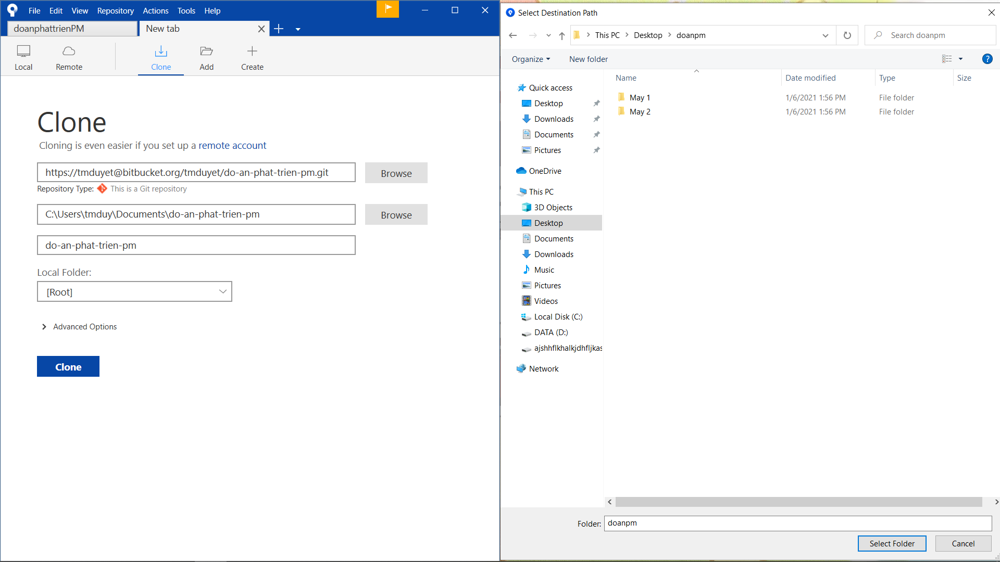 File Edit View Repository Actions Tools Help
doanphattrienPM
New tab
Local
Remote
Clone
Add
Create
Clone
Cloning is even easier if you set up a remote account
https://tmduyet@bitbucket.org/tmduyet/do-an-phat-trien-pm.git
Browse
Repository Type: This is a Git repository
C:\Users\tmduy\Documents\do-an-phat-trien-pm
Browse
do-an-phat-trien-pm
Local Folder:
[Root]
Advanced Options
Clone
Select Destination Path
This PC > Desktop > doanpm
Search doanpm
Organize
New folder
?
Quick access
Desktop
Downloads
Documents
Pictures
OneDrive
This PC
3D Objects
Desktop
Documents
Downloads
Music
Pictures
Videos
Local Disk (C:)
DATA (D:)
ajshhflkhalkjdhfljkas
Network
Name Date modified Type Size
May 1 1/6/2021 1:56 PM File folder
May 2 1/6/2021 1:56 PM File folder
Folder: doanpm
Select Folder
Cancel